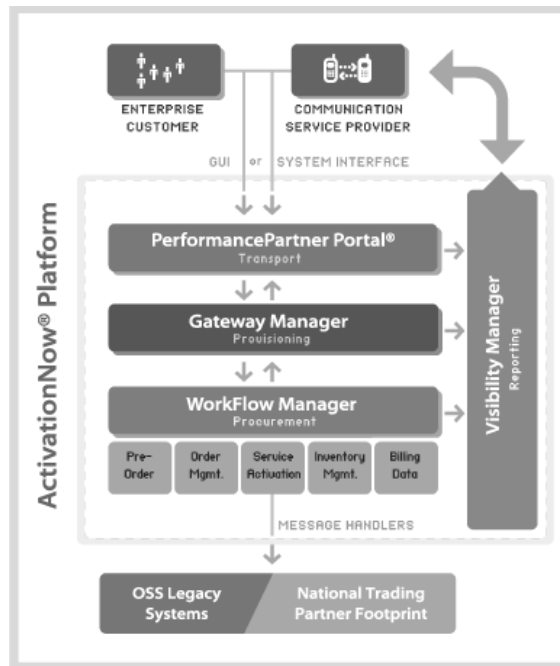 ENTERPRISE
CUSTOMER
COMMUNICATION
SERVICE PROVIDER
GUI or SYSTEM INTERFACE
ActivationNow® Platform
PerformancePartner Portal®
Transport
Gateway Manager
Provisioning
WorkFlow Manager
Procurement
Pre-
Order
Order
Mgmt.
Service
Activation
Inventory
Mgmt.
Billing
Data
Visibility Manager
Reporting
MESSAGE HANDLERS
OSS Legacy
Systems
National Trading
Partner Footprint